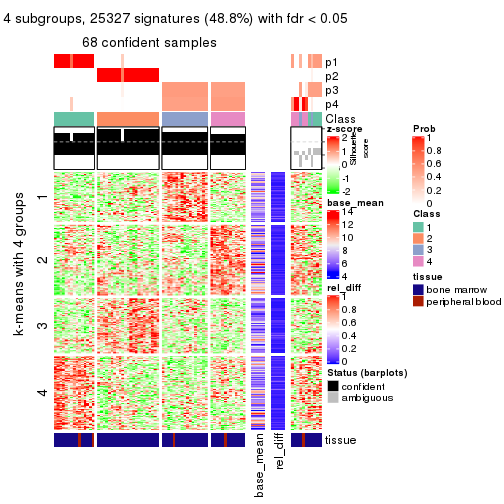 4 subgroups, 25327 signatures (48.8%) with fdr < 0.05
68 confident samples
p1
p2
p3
p4
Class
Silhouette
score
k-means with 4 groups
1
2
3
4
tissue
base_mean
rel_diff
z-score
2
1
0
-1
-2
base_mean
14
12
10
8
6
4
rel_diff
1
0.8
0.6
0.4
0.2
0
Status (barplots)
confident
ambiguous
Prob
1
0.8
0.6
0.4
0.2
0
Class
1
2
3
4
tissue
bone marrow
peripheral blood